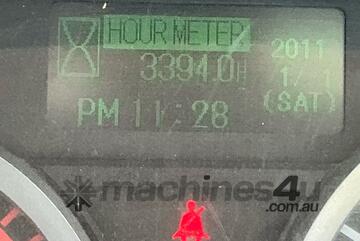 HOUR METER
3394.0H
2011
1/ 1
(SAT)
PM 11:28
machines4u
.com.au